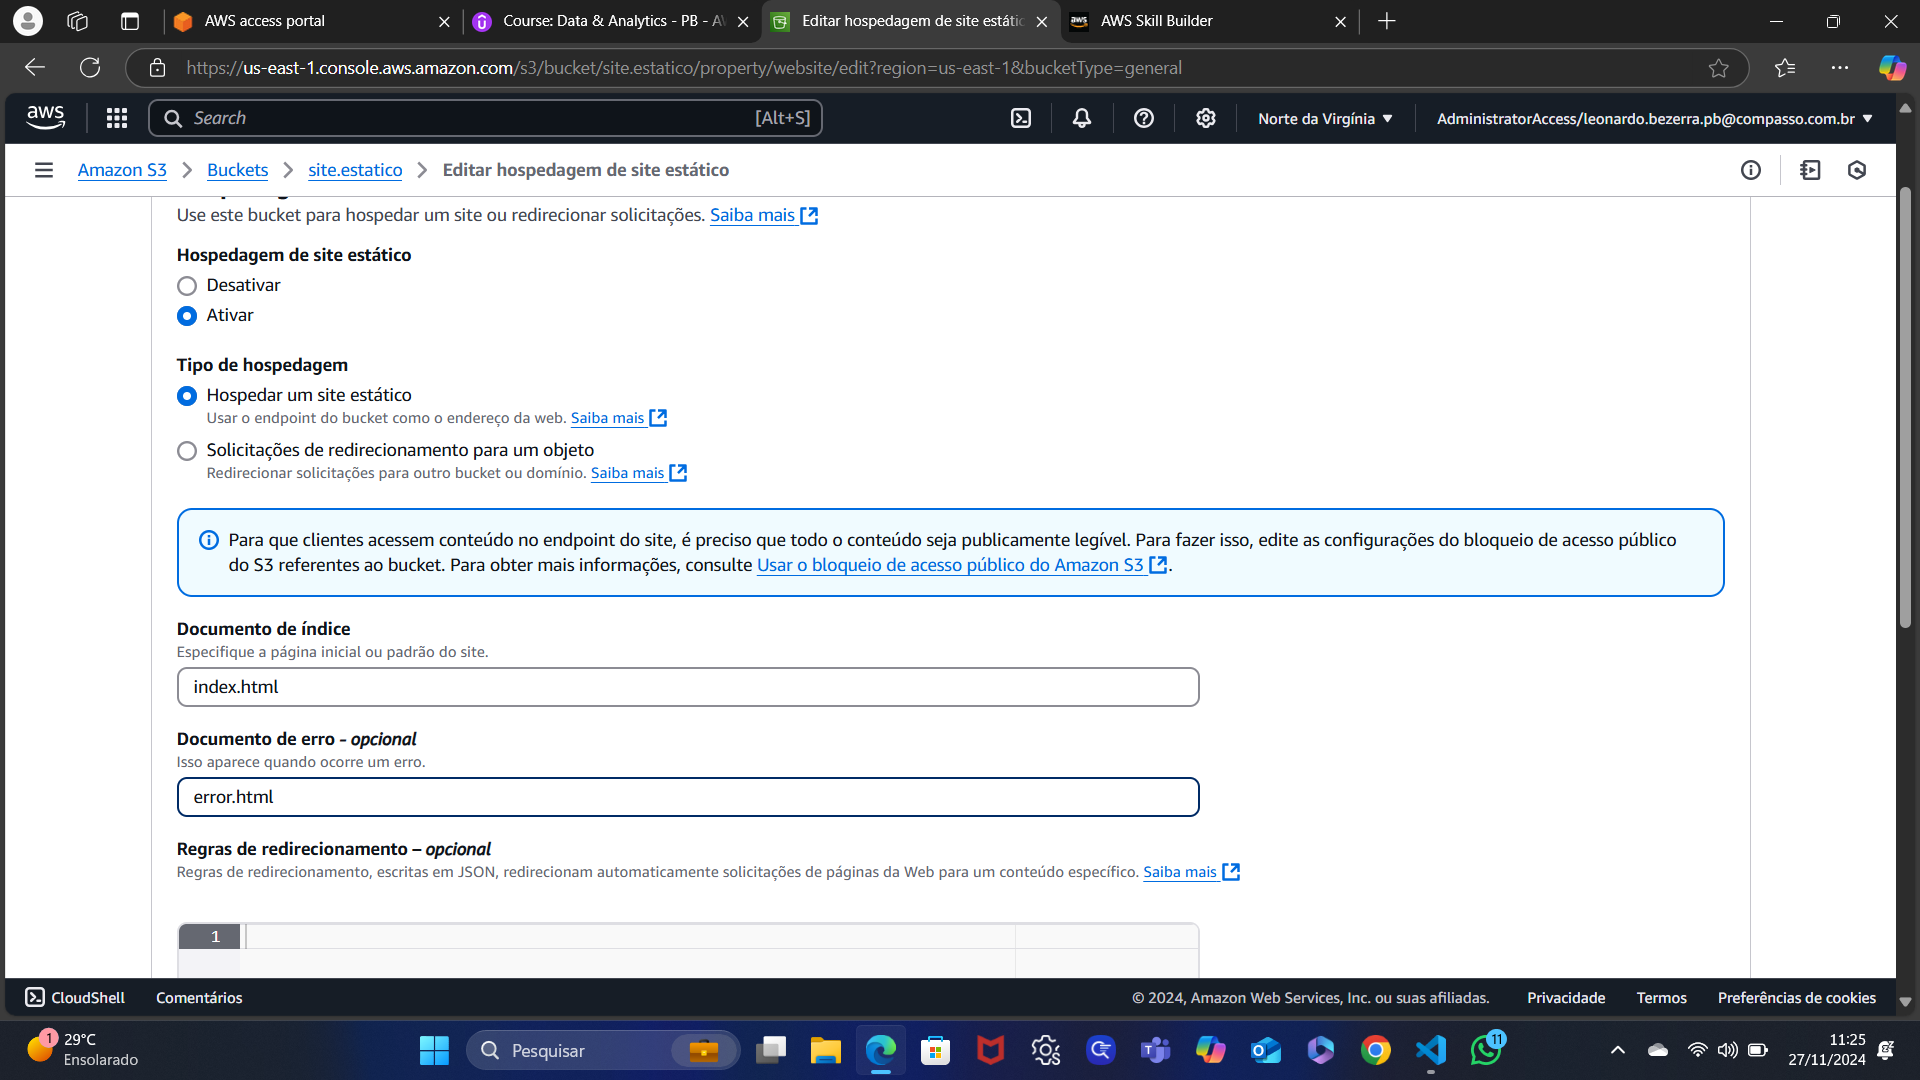 AWS access portal
Course: Data & Analytics - PB - AW
Editar hospedagem de site estátic
aws
AWS Skill Builder
https://us-east-1.console.aws.amazon.com/s3/bucket/site.estatico/property/website/edit?region=us-east-1&bucketType=general
aws
Search
[Alt+S]
Norte da Virgínia
AdministratorAccess/leonardo.bezerra.pb@compasso.com.br
Amazon S3
Buckets
site.estatico
Editar hospedagem de site estático
Use este bucket para hospedar um site ou redirecionar solicitações. Saiba mais
Hospedagem de site estático
Desativar
Ativar
Tipo de hospedagem
Hospedar um site estático
Usar o endpoint do bucket como o endereço da web. Saiba mais
Solicitações de redirecionamento para um objeto
Redirecionar solicitações para outro bucket ou domínio. Saiba mais
Para que clientes acessem conteúdo no endpoint do site, é preciso que todo o conteúdo seja publicamente legível. Para fazer isso, edite as configurações do bloqueio de acesso público
do S3 referentes ao bucket. Para obter mais informações, consulte Usar o bloqueio de acesso público do Amazon S3.
Documento de índice
Especifique a página inicial ou padrão do site.
index.html
Documento de erro - opcional
Isso aparece quando ocorre um erro.
error.html
Regras de redirecionamento – opcional
Regras de redirecionamento, escritas em JSON, redirecionam automaticamente solicitações de páginas da Web para um conteúdo específico. Saiba mais
1
CloudShell
Comentários
© 2024, Amazon Web Services, Inc. ou suas afiliadas.
Privacidade
Termos
Preferências de cookies
1
29°C
Ensolarado
Pesquisar
11
11:25
27/11/2024